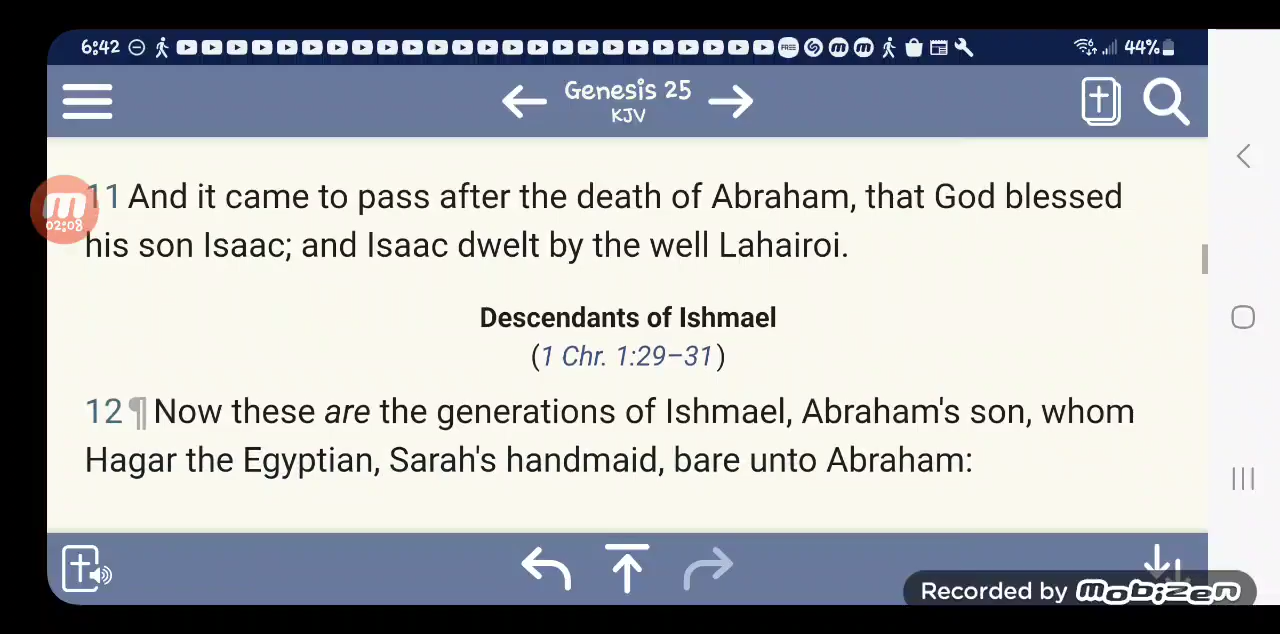 6:42 FREE 44%
Genesis 25
KJV
11 And it came to pass after the death of Abraham, that God blessed
02:08
his son Isaac; and Isaac dwelt by the well Lahairoi.
Descendants of Ishmael
(1 Chr. 1:29–31)
12 ¶ Now these are the generations of Ishmael, Abraham's son, whom
Hagar the Egyptian, Sarah's handmaid, bare unto Abraham:
Recorded by mobizen